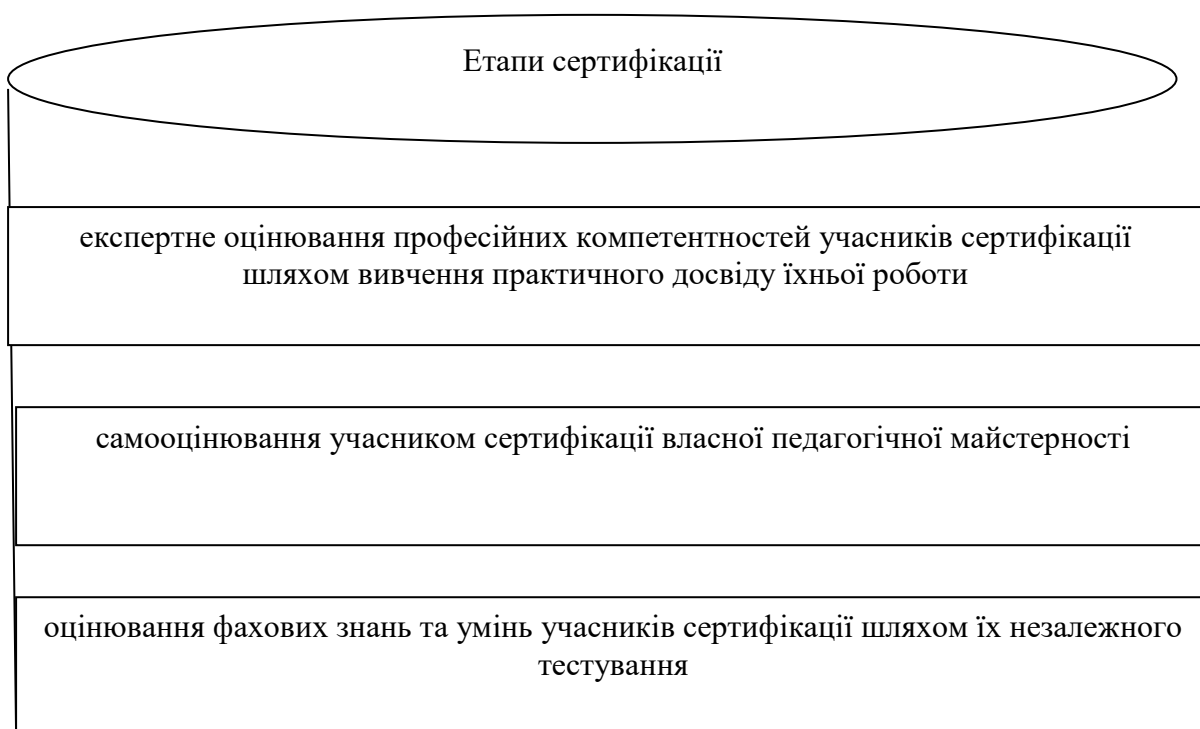 Етапи сертифікації
експертне оцінювання професійних компетентностей учасників сертифікації
шляхом вивчення практичного досвіду їхньої роботи
самооцінювання учасником сертифікації власної педагогічної майстерності
оцінювання фахових знань та умінь учасників сертифікації шляхом їх незалежного
тестування